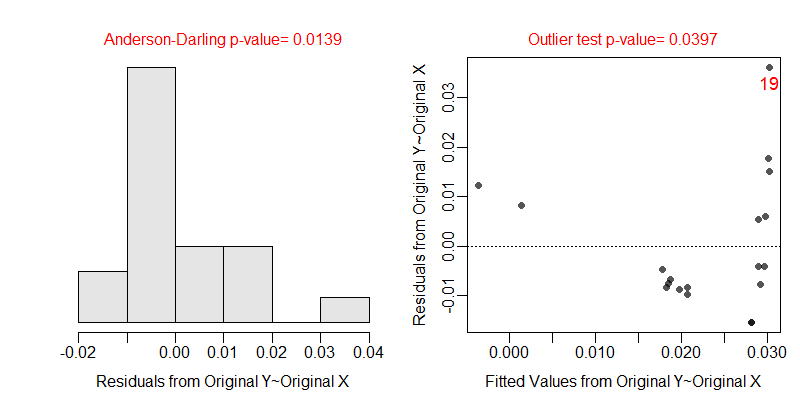 Anderson-Darling p-value= 0.0139
-0.02 0.00 0.01 0.02 0.03 0.04
Residuals from Original Y~Original X
Outlier test p-value= 0.0397
Residuals from Original Y~Original X
0.03
0.02
0.01
0.00
-0.01
19
0.000 0.010 0.020 0.030
Fitted Values from Original Y~Original X